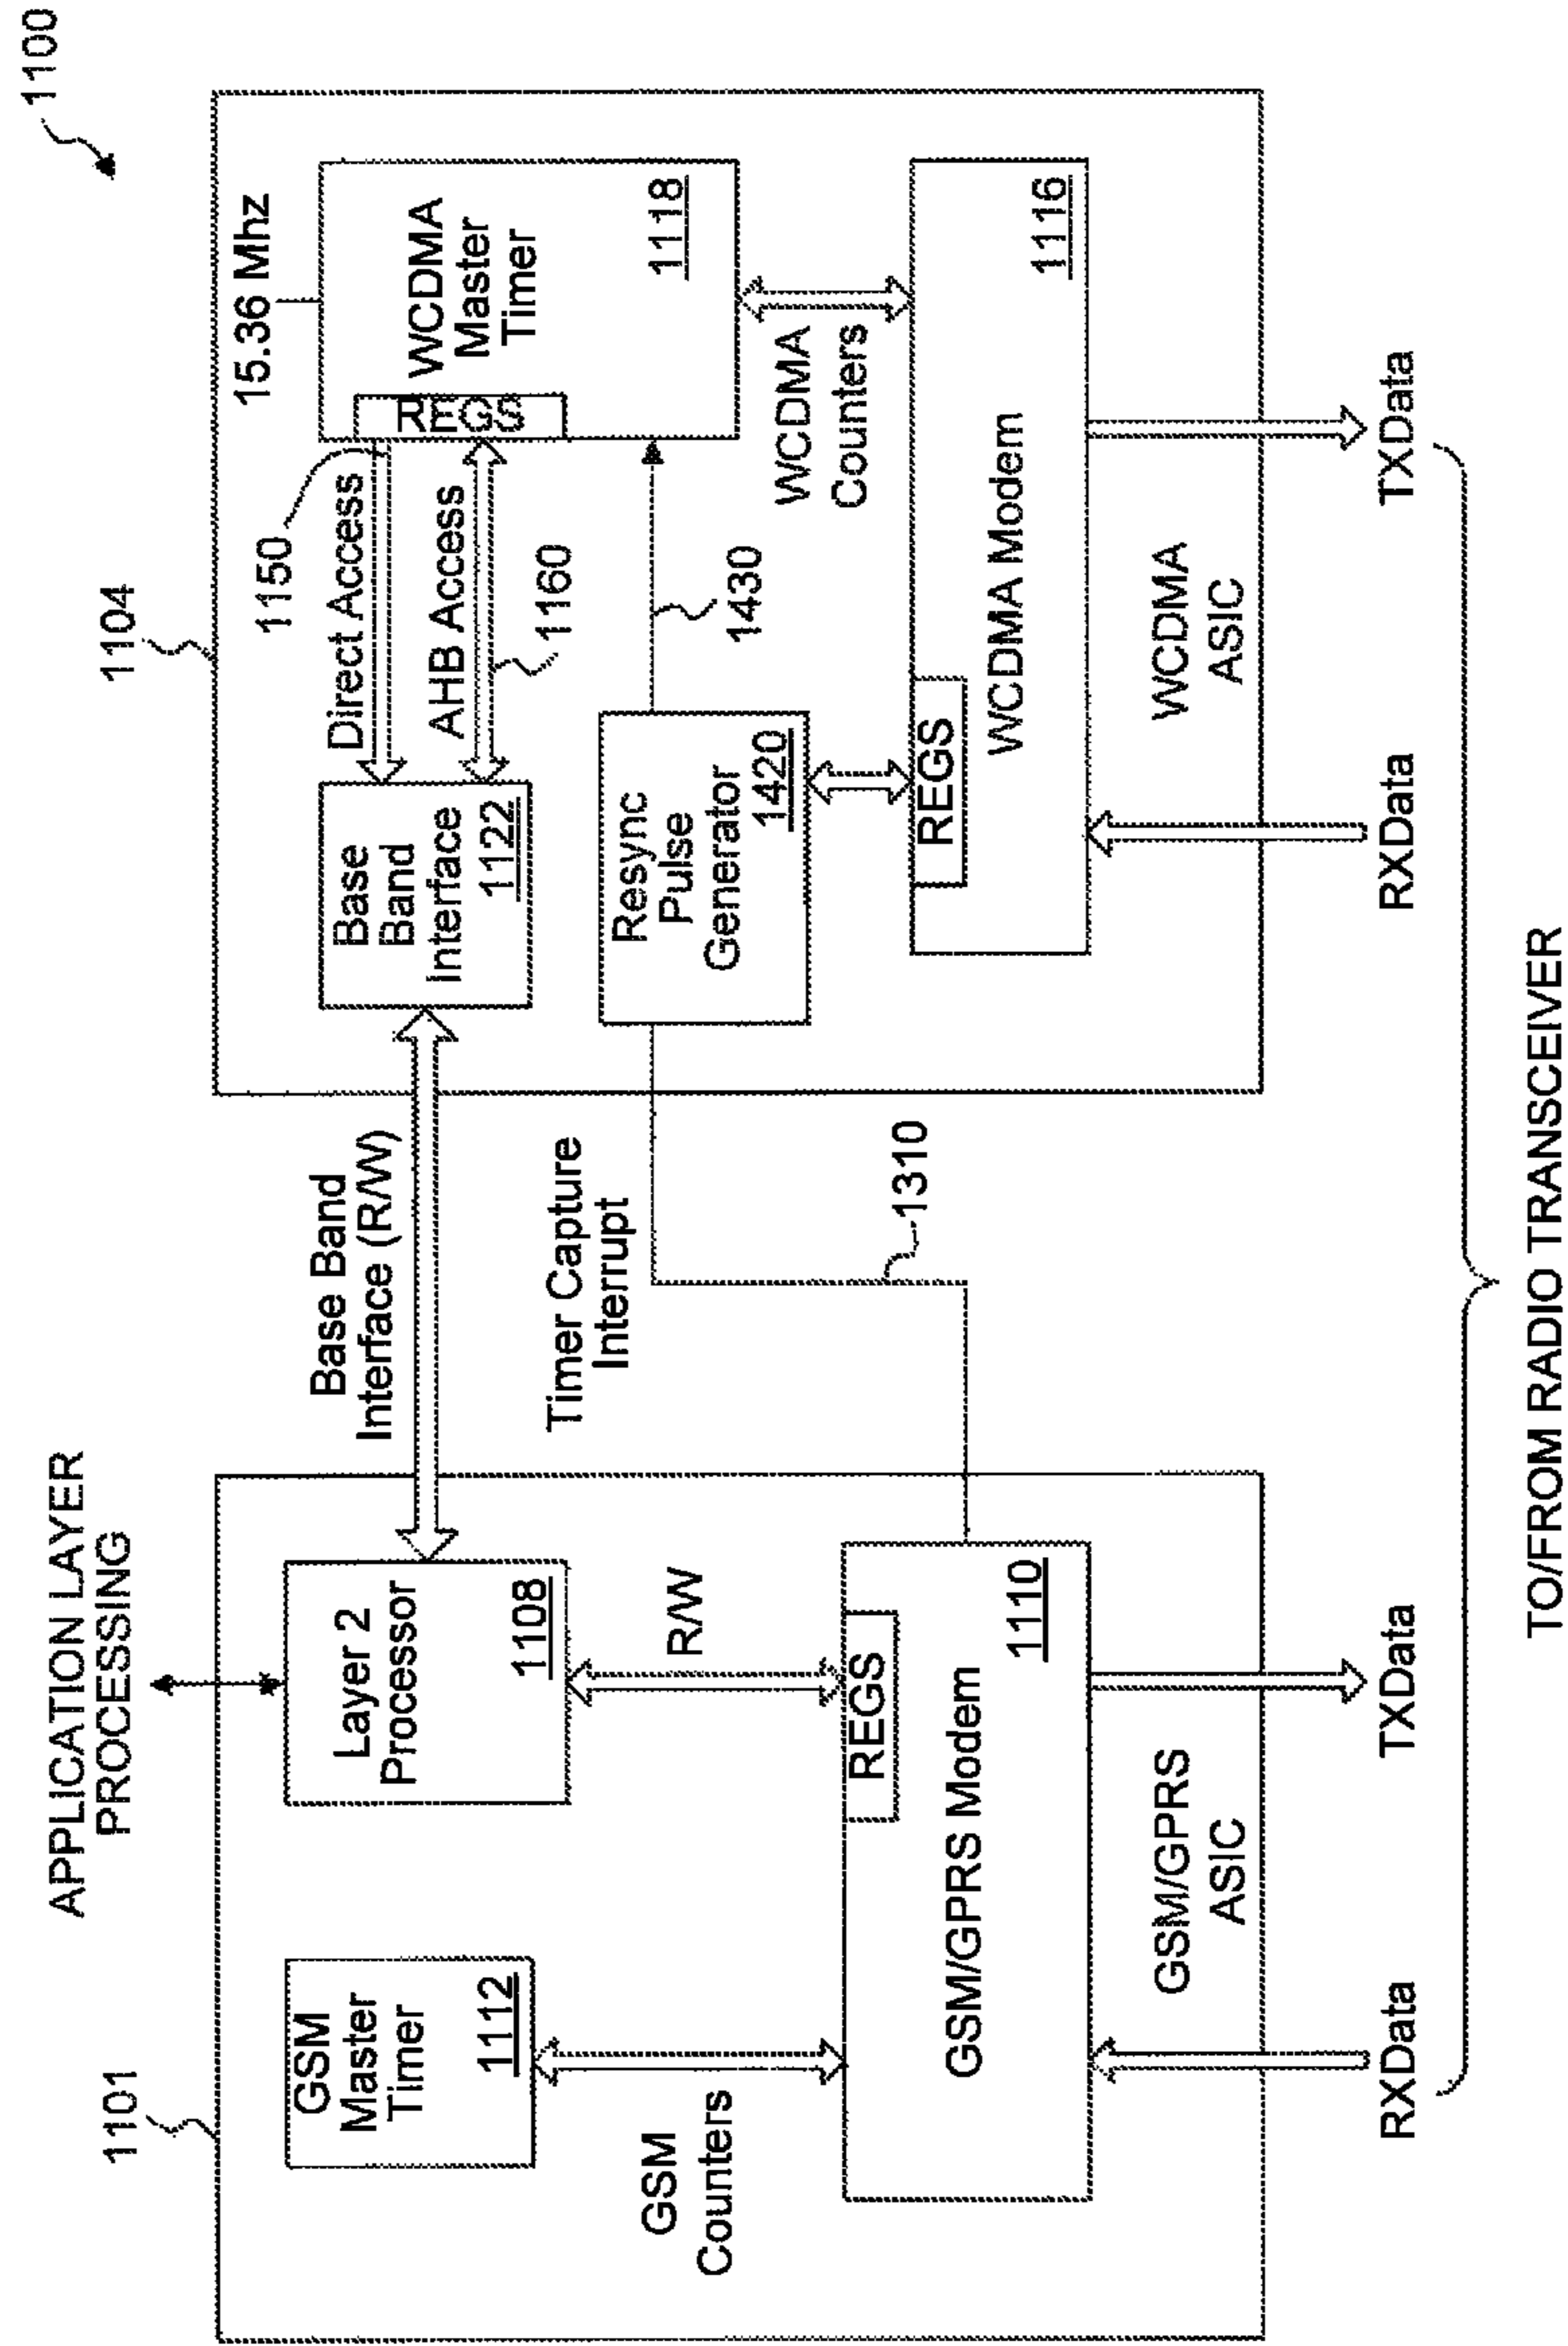 1100
APPLICATION LAYER
PROCESSING
1101
GSM
Master
Timer
1112
GSM
Counters
Layer 2
Processor
1108
R/W
REGS
GSM/GPRS Modem
1110
GSM/GPRS
ASIC
RXData
TXData
Base Band
Interface (R/W)
Timer Capture
Interrupt
1310
1104
Base
Band
Interface
1122
1150
Direct Access
AHB Access
1160
15.36 Mhz
REGS
WCDMA
Master
Timer
1118
Resync
Pulse
Generator
1420
1430
WCDMA
Counters
REGS
WCDMA Modem
1116
WCDMA
ASIC
RXData
TXData
TO/FROM RADIO TRANSCEIVER